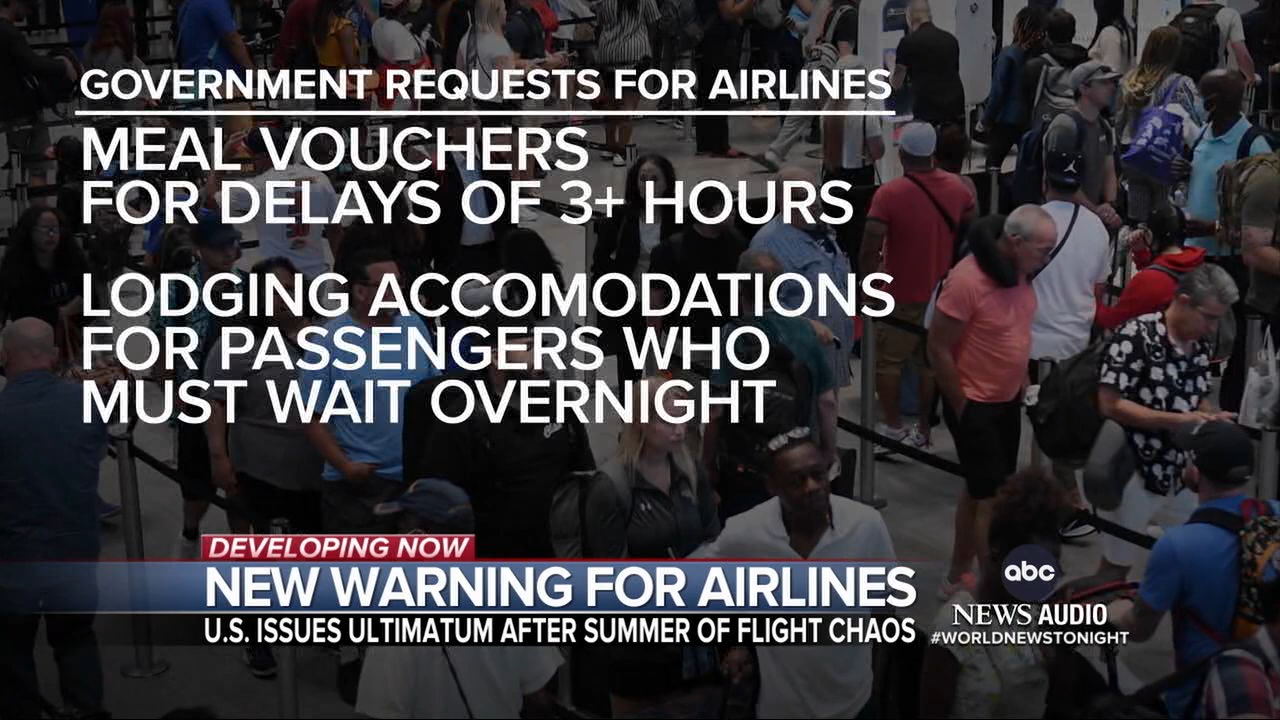 GOVERNMENT REQUESTS FOR AIRLINES
MEAL VOUCHERS
FOR DELAYS OF 3+ HOURS
LODGING ACCOMODATIONS
FOR PASSENGERS WHO
MUST WAIT OVERNIGHT
DEVELOPING NOW
NEW WARNING FOR AIRLINES
U.S. ISSUES ULTIMATUM AFTER SUMMER OF FLIGHT CHAOS
abc
NEWS AUDIO
#WORLDNEWSTONIGHT